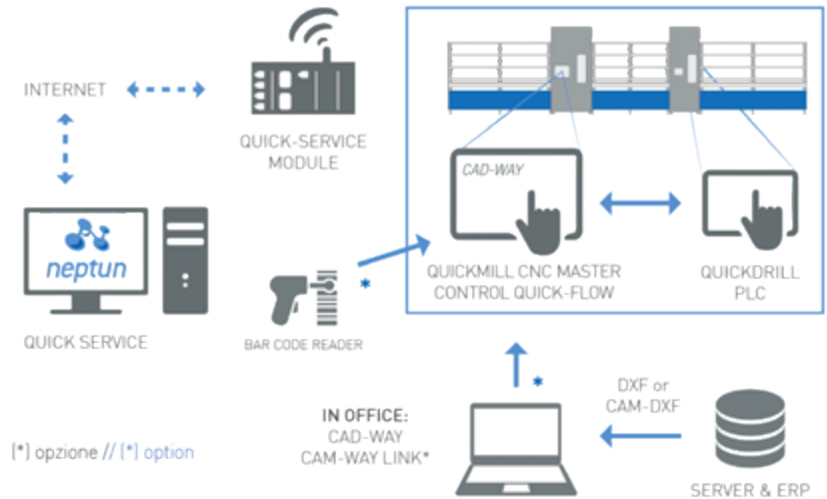 INTERNET
QUICK-SERVICE
MODULE
neptun
QUICK SERVICE
CAD-WAY
QUICKMILL CNC MASTER
CONTROL QUICK-FLOW
QUICKDRILL
PLC
*
BAR CODE READER
*
IN OFFICE:
CAD-WAY
CAM-WAY LINK*
DXF or
CAM-DXF
SERVER & ERP
(*) opzione // (*) option